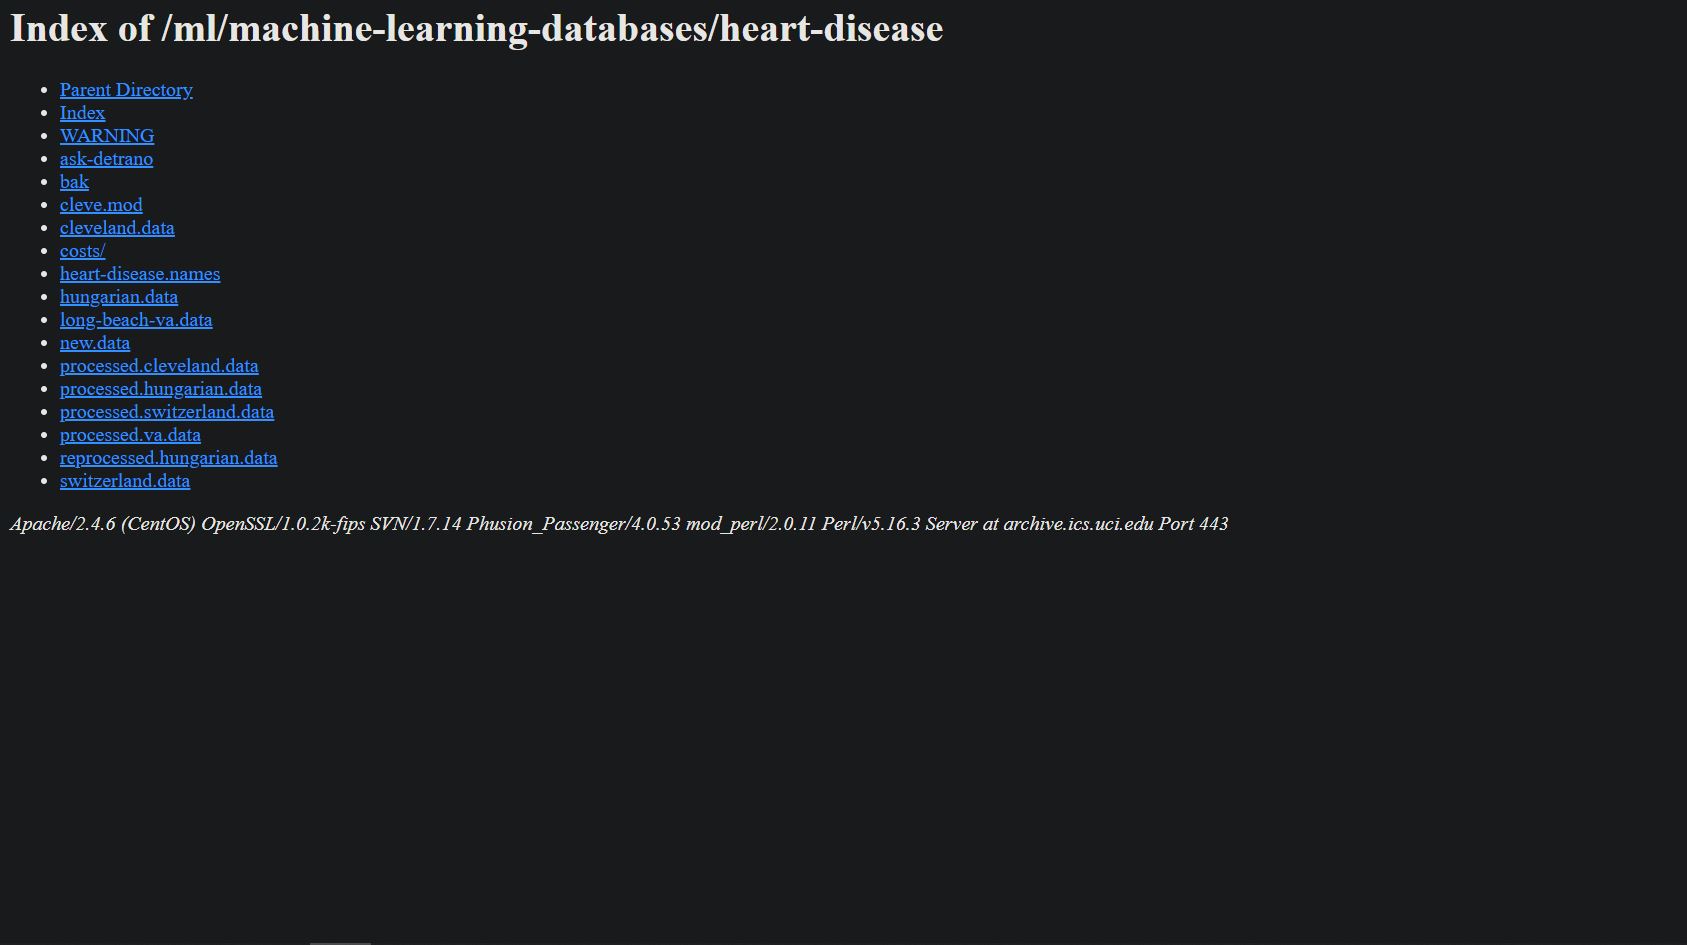 Index of /ml/machine-learning-databases/heart-disease
Parent Directory
Index
WARNING
ask-detrano
bak
cleve.mod
cleveland.data
costs/
heart-disease.names
hungarian.data
long-beach-va.data
new.data
processed.cleveland.data
processed.hungarian.data
processed.switzerland.data
processed.va.data
reprocessed.hungarian.data
switzerland.data
Apache/2.4.6 (CentOS) OpenSSL/1.0.2k-fips SVN/1.7.14 Phusion_Passenger/4.0.53 mod_perl/2.0.11 Perl/v5.16.3 Server at archive.ics.uci.edu Port 443